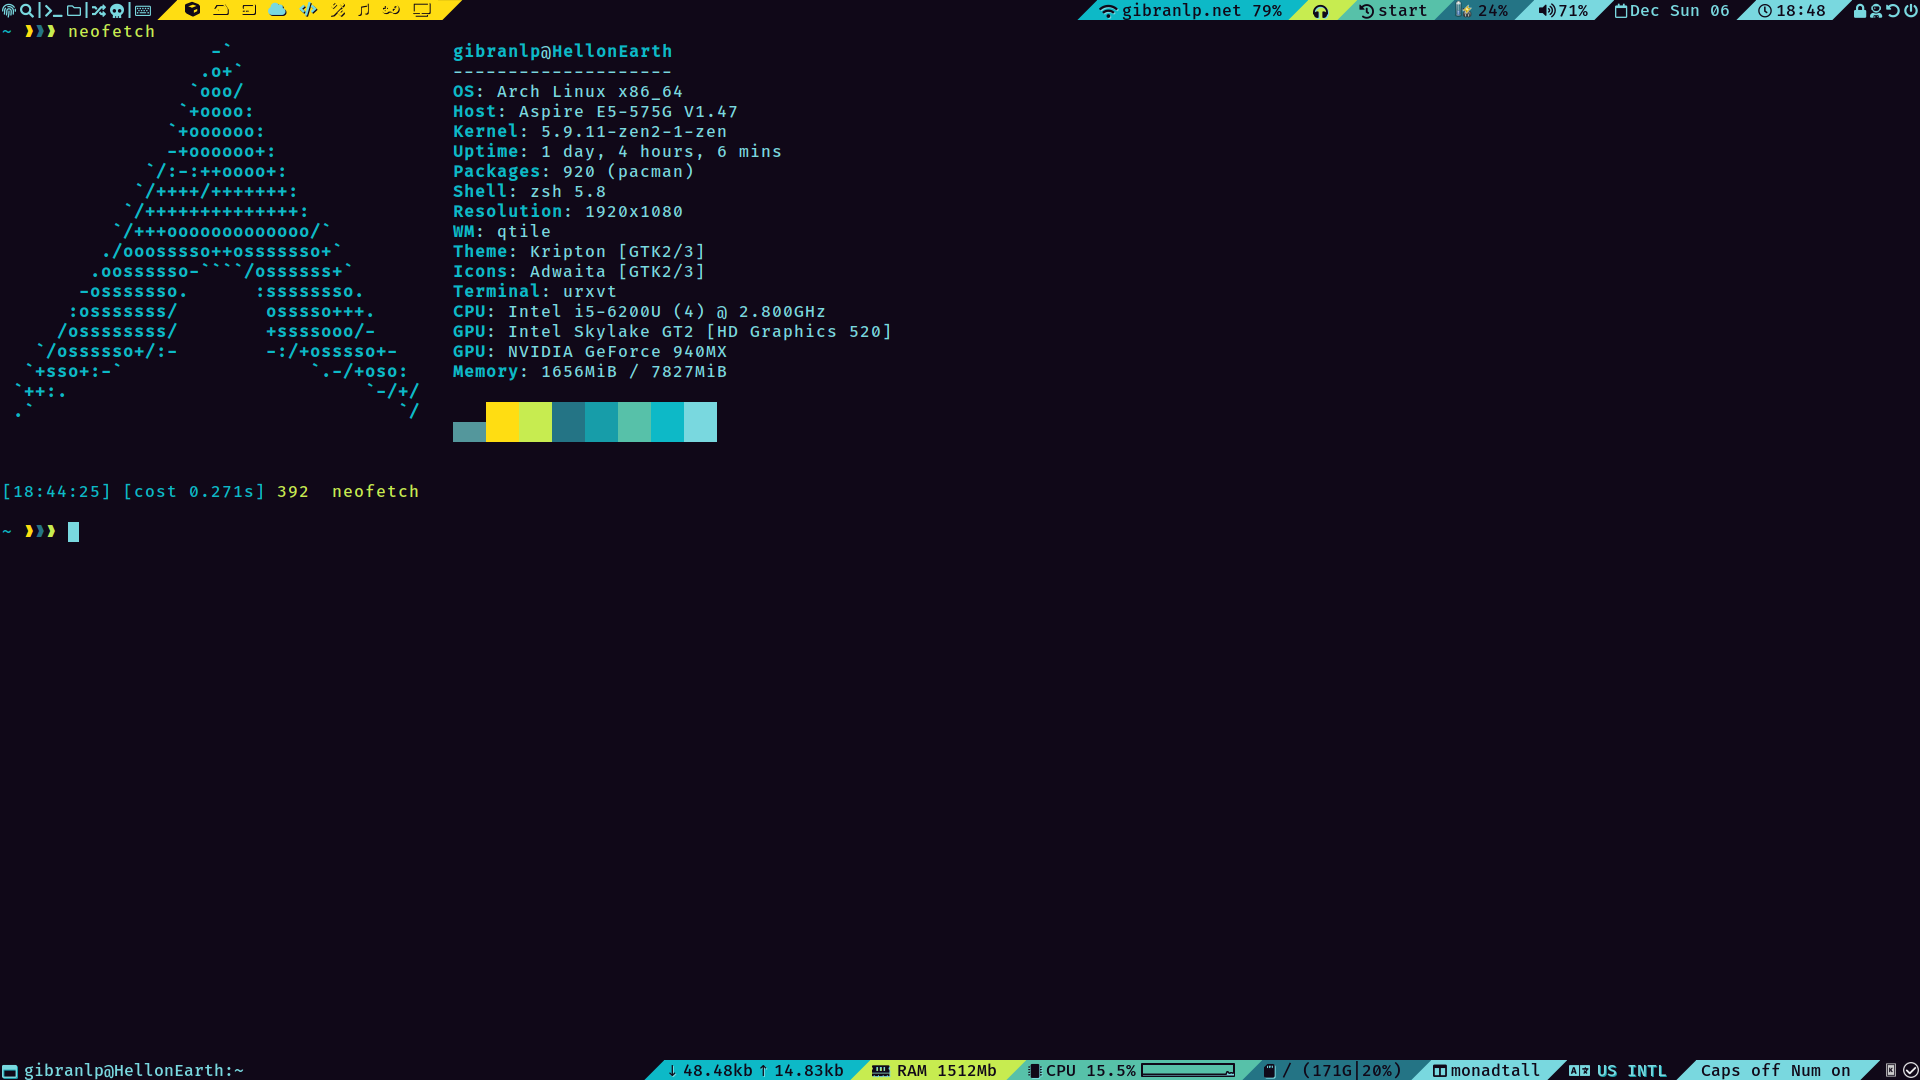 gibranlp.net 79% start 24% 71% Dec Sun 06 18:48
~ ❱❱❱ neofetch
                   -`
                  .o+`
                 `ooo/
                `+oooo:
               `+oooooo:
               -+oooooo+:
             `/:-:++oooo+:
            `/++++/+++++++:
           `/++++++++++++++:
          `/+++ooooooooooooo/`
         ./ooosssso++osssssso+`
        .oossssso-````/ossssss+`
       -osssssso.      :ssssssso.
      :osssssss/        osssso+++.
     /ossssssss/        +ssssooo/-
   `/ossssso+/:-        -:/+osssso+-
  `+sso+:-`                 `.-/+oso:
 `++:.                           `-/+/
 .`                                 `/
gibranlp@HellonEarth
--------------------
OS: Arch Linux x86_64
Host: Aspire E5-575G V1.47
Kernel: 5.9.11-zen2-1-zen
Uptime: 1 day, 4 hours, 6 mins
Packages: 920 (pacman)
Shell: zsh 5.8
Resolution: 1920x1080
WM: qtile
Theme: Kripton [GTK2/3]
Icons: Adwaita [GTK2/3]
Terminal: urxvt
CPU: Intel i5-6200U (4) @ 2.800GHz
GPU: Intel Skylake GT2 [HD Graphics 520]
GPU: NVIDIA GeForce 940MX
Memory: 1656MiB / 7827MiB
[18:44:25] [cost 0.271s] 392 neofetch
~ ❱❱❱
gibranlp@HellonEarth:~ ↓ 48.48kb ↑ 14.83kb RAM 1512Mb CPU 15.5% / (171G|20%) monadtall US INTL Caps off Num on